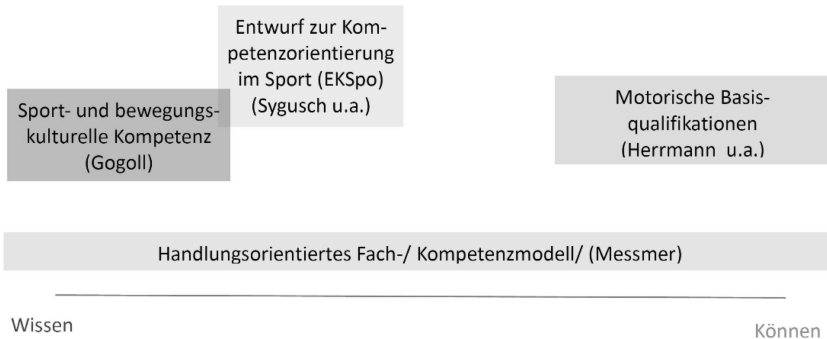 Entwurf zur Kom-
petenzorientierung
im Sport (EKSpo)
(Sygusch u.a.)
Sport- und bewegungs-
kulturelle Kompetenz
(Gogoll)
Motorische Basis-
qualifikationen
(Herrmann u.a.)
Handlungsorientiertes Fach-/ Kompetenzmodell/ (Messmer)
Wissen
Können